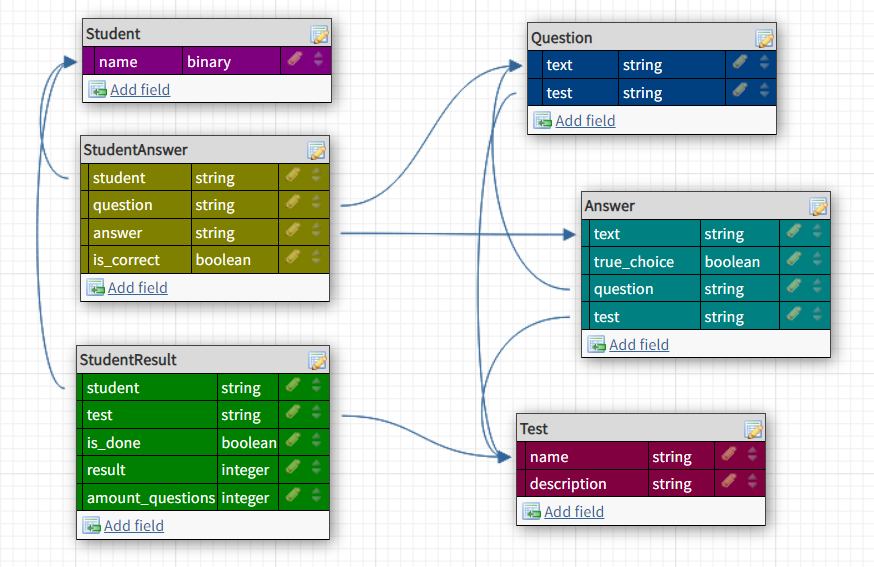 Student
name binary
Add field
StudentAnswer
student string
question string
answer string
is_correct boolean
Add field
StudentResult
student string
test string
is_done boolean
result integer
amount_questions integer
Add field
Question
text string
test string
Add field
Answer
text string
true_choice boolean
question string
test string
Add field
Test
name string
description string
Add field